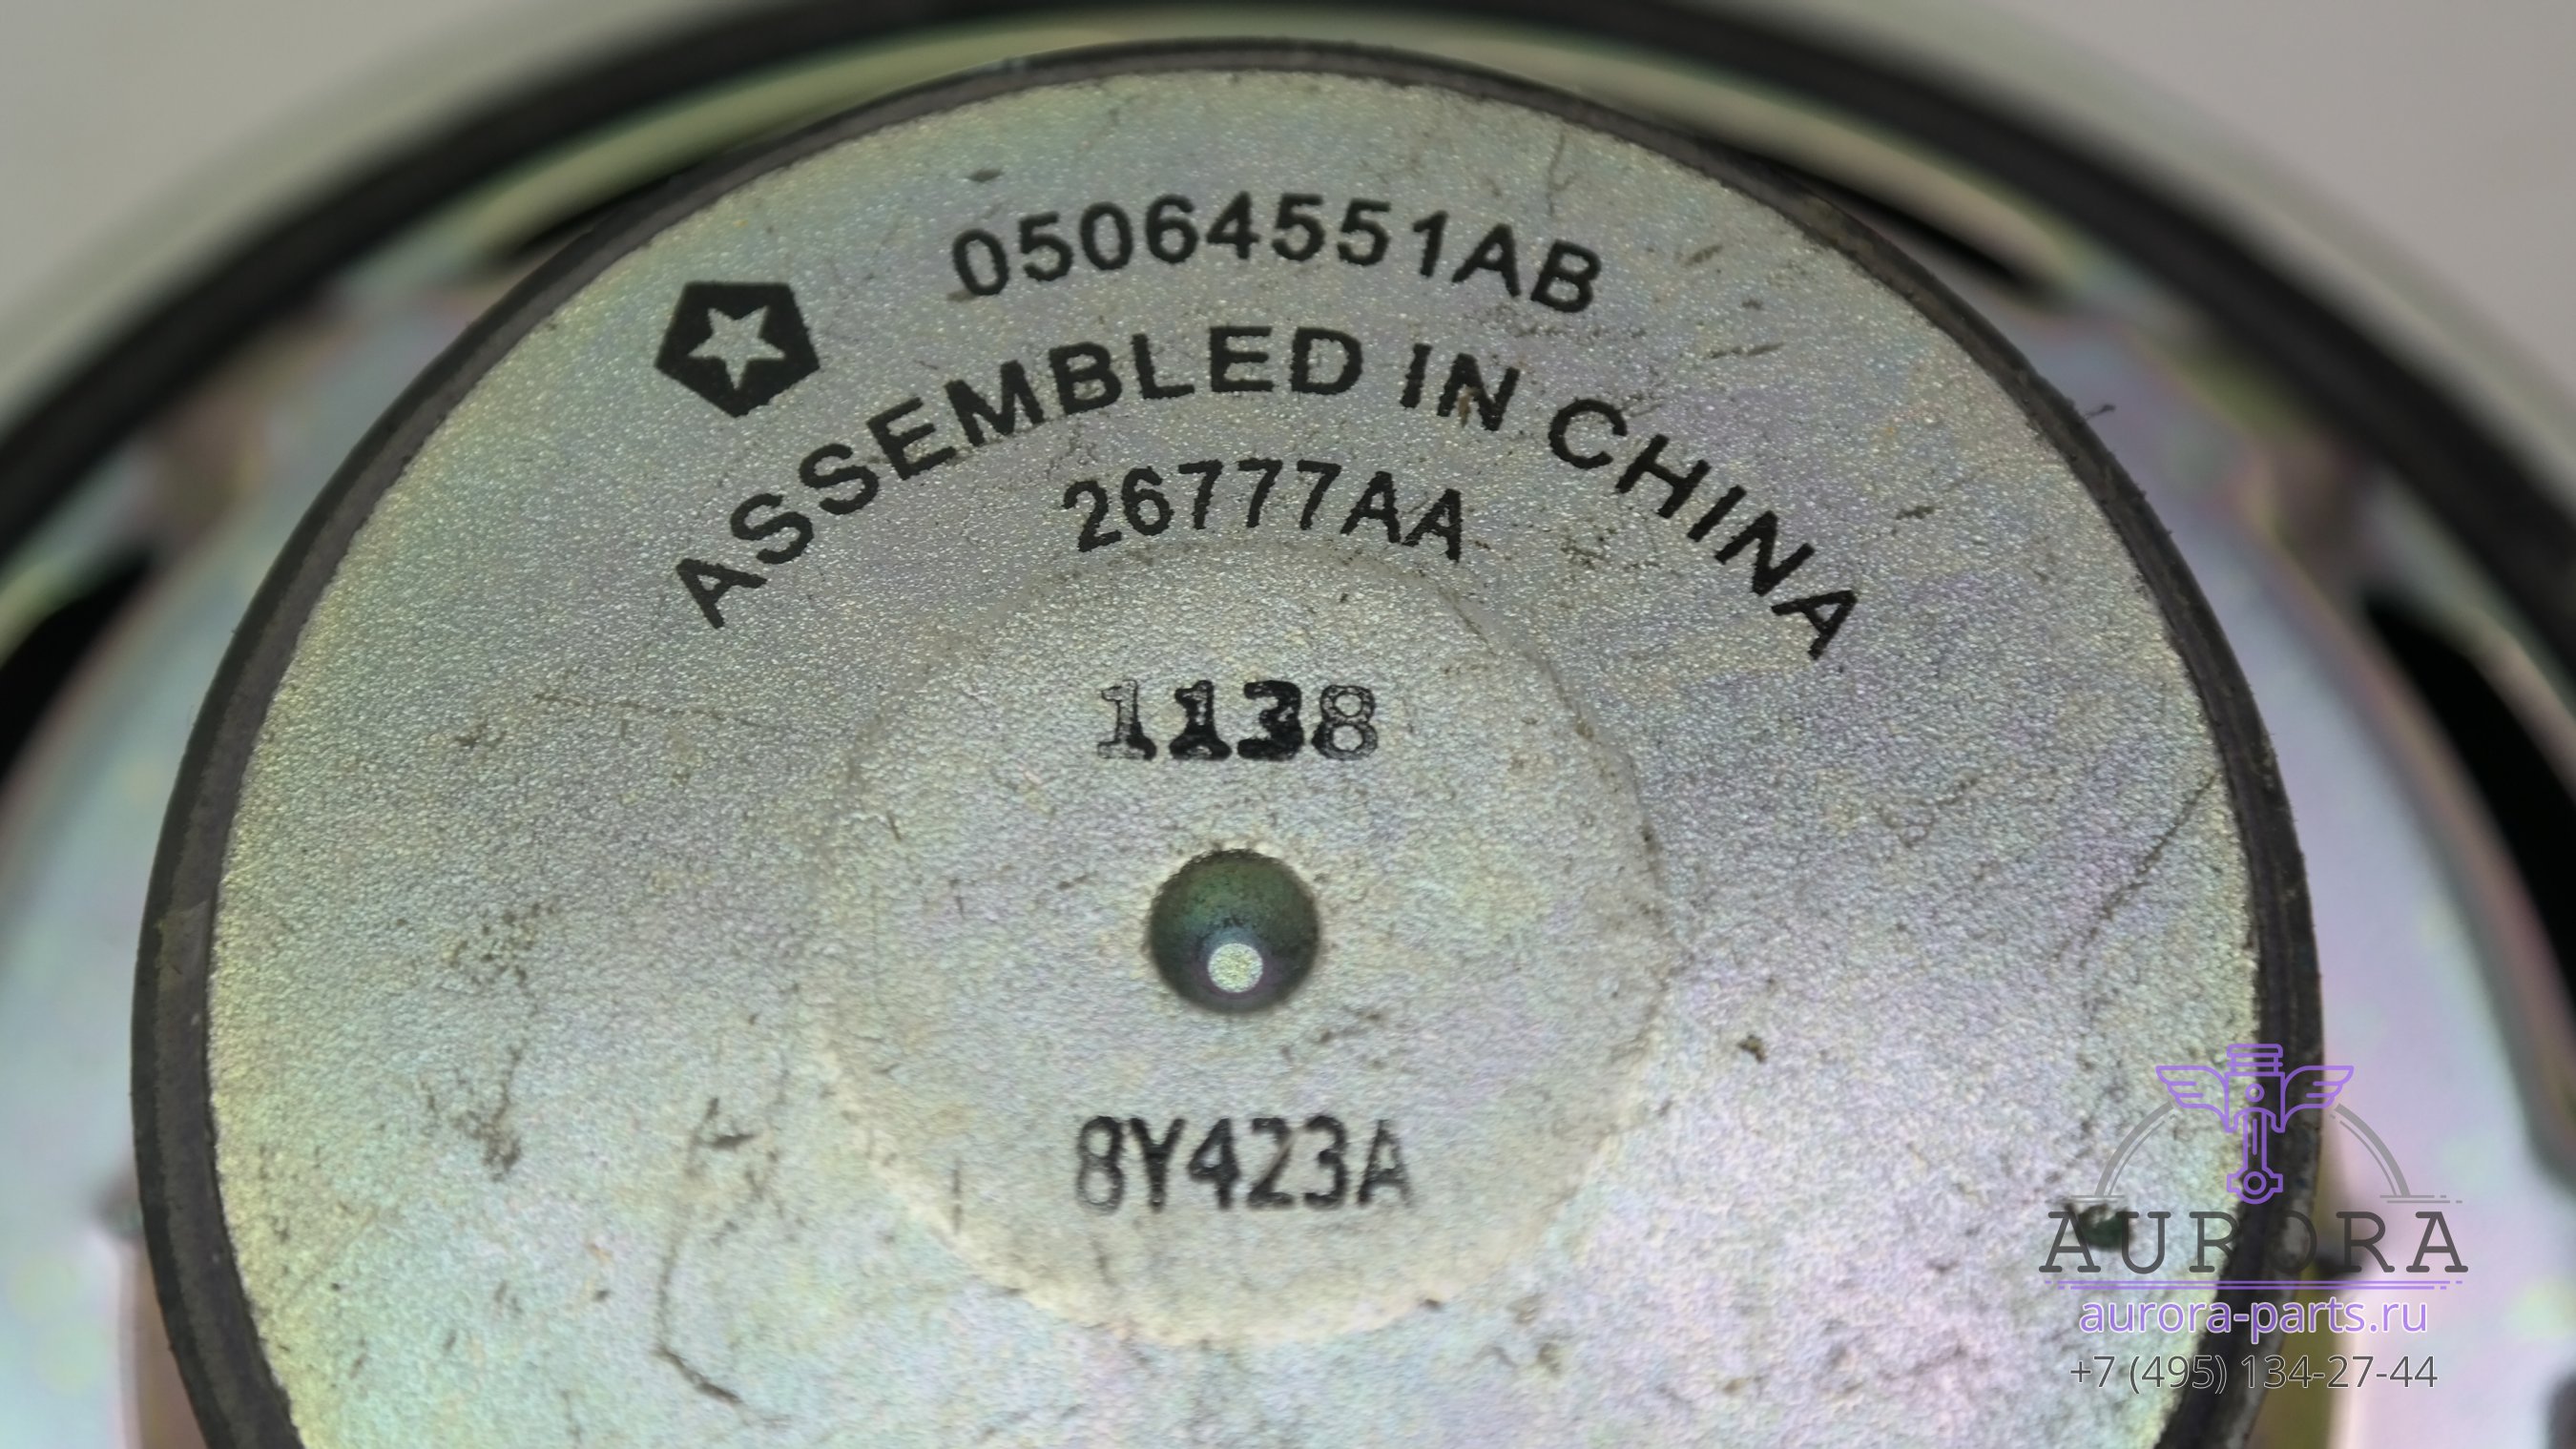 05064551AB
ASSEMBLED IN CHINA
26777AA
1138
8Y423A
AURORA
aurora-parts.ru
+7 (495) 134-27-44